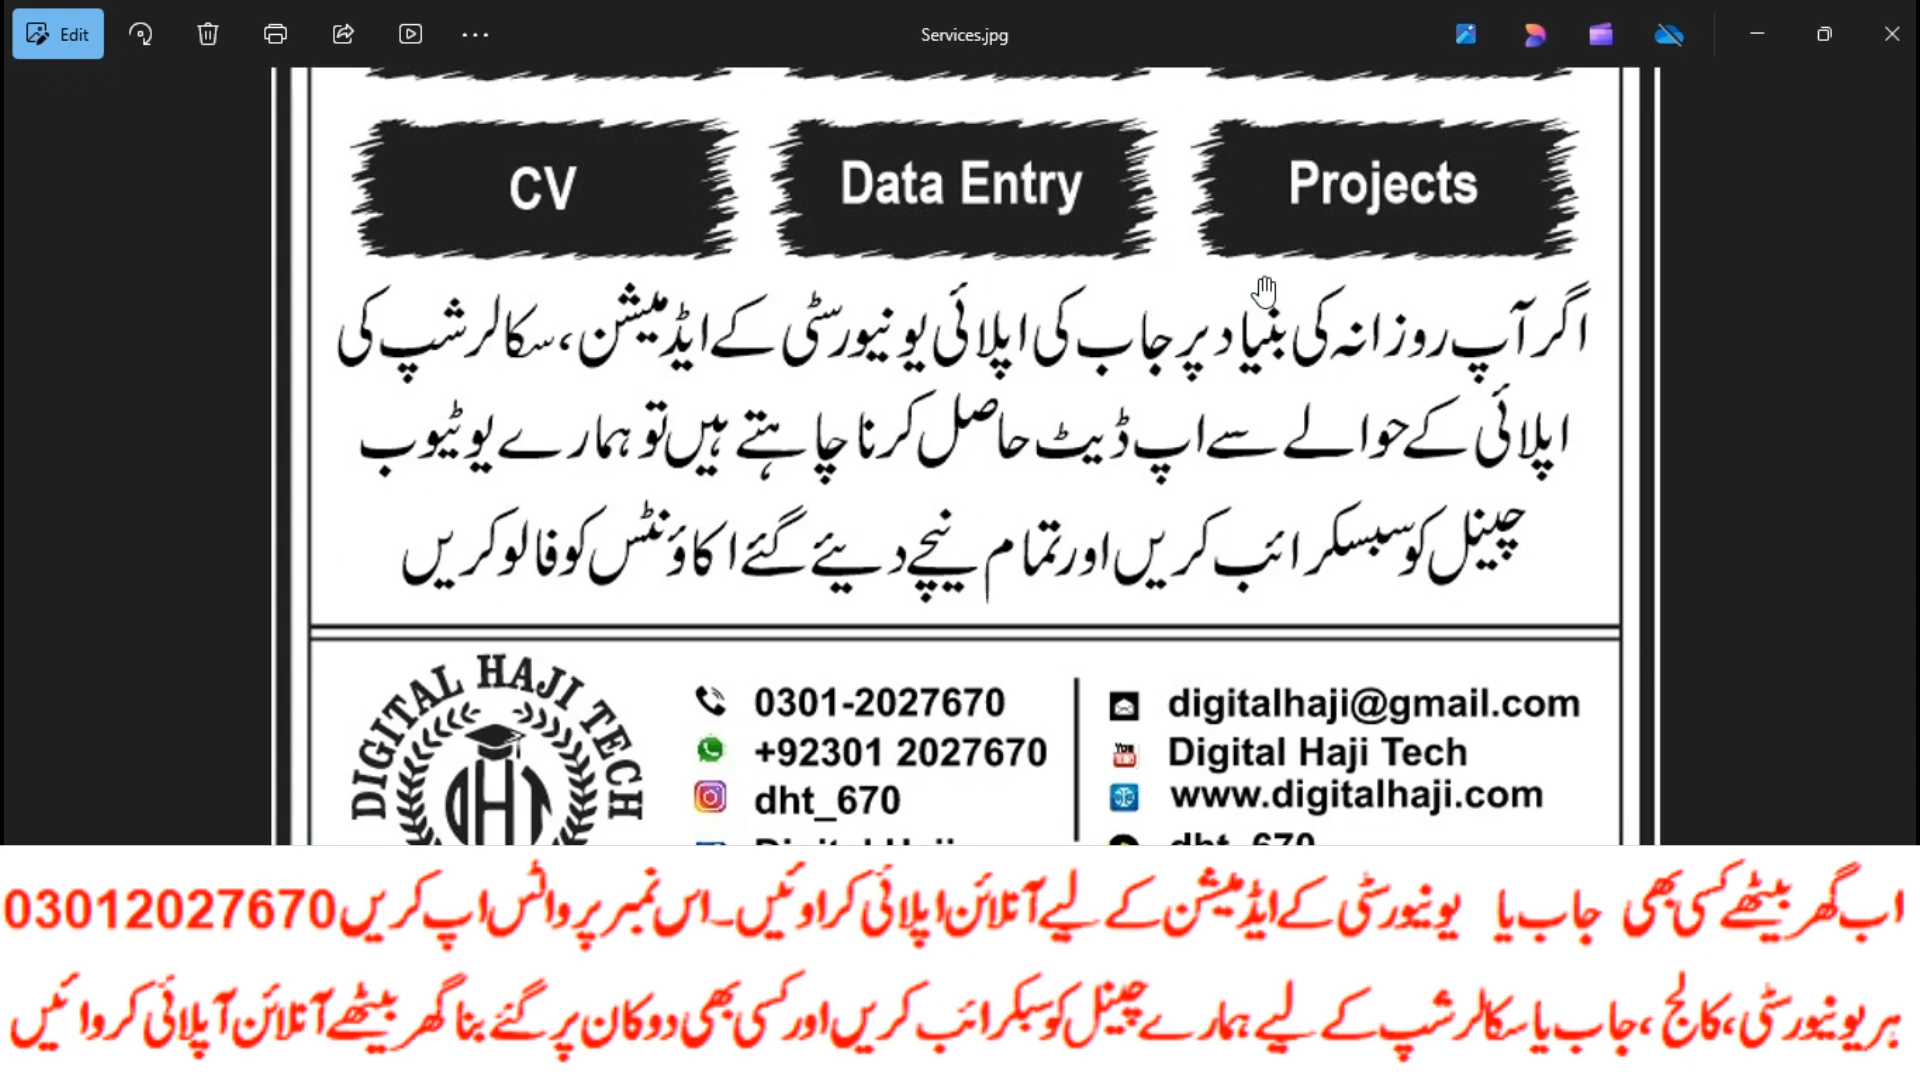 Edit
Services.jpg
CV
Data Entry
Projects
اگر آپ روزانہ کی بنیاد پر جاب کی اپلائی یونیورسٹی کے ایڈمیشن، سکالرشپ کی
اپلائی کے حوالے سے اپ ڈیٹ حاصل کرنا چاہتے ہیں تو ہمارے یوٹیوب
چینل کو سبسکرائب کریں اور تمام نیچے دیئے گئے اکاؤنٹس کو فالو کریں
DIGITAL HAJI TECH
DHT
0301-2027670
+92301 2027670
dht_670
digitalhaji@gmail.com
Digital Haji Tech
www.digitalhaji.com
اب گھر بیٹھے کسی بھی جاب یا یونیورسٹی کے ایڈمیشن کے لیے آنلائن اپلائی کراوئیں۔ اس نمبر پر واٹس اپ کریں 03012027670
ہر یونیورسٹی، کالج، جاب یا سکالرشپ کے لیے ہمارے چینل کو سبکرائب کریں اور کسی بھی دوکان پر گئے بنا گھر بیٹھے آنلائن آپلائی کروائیں